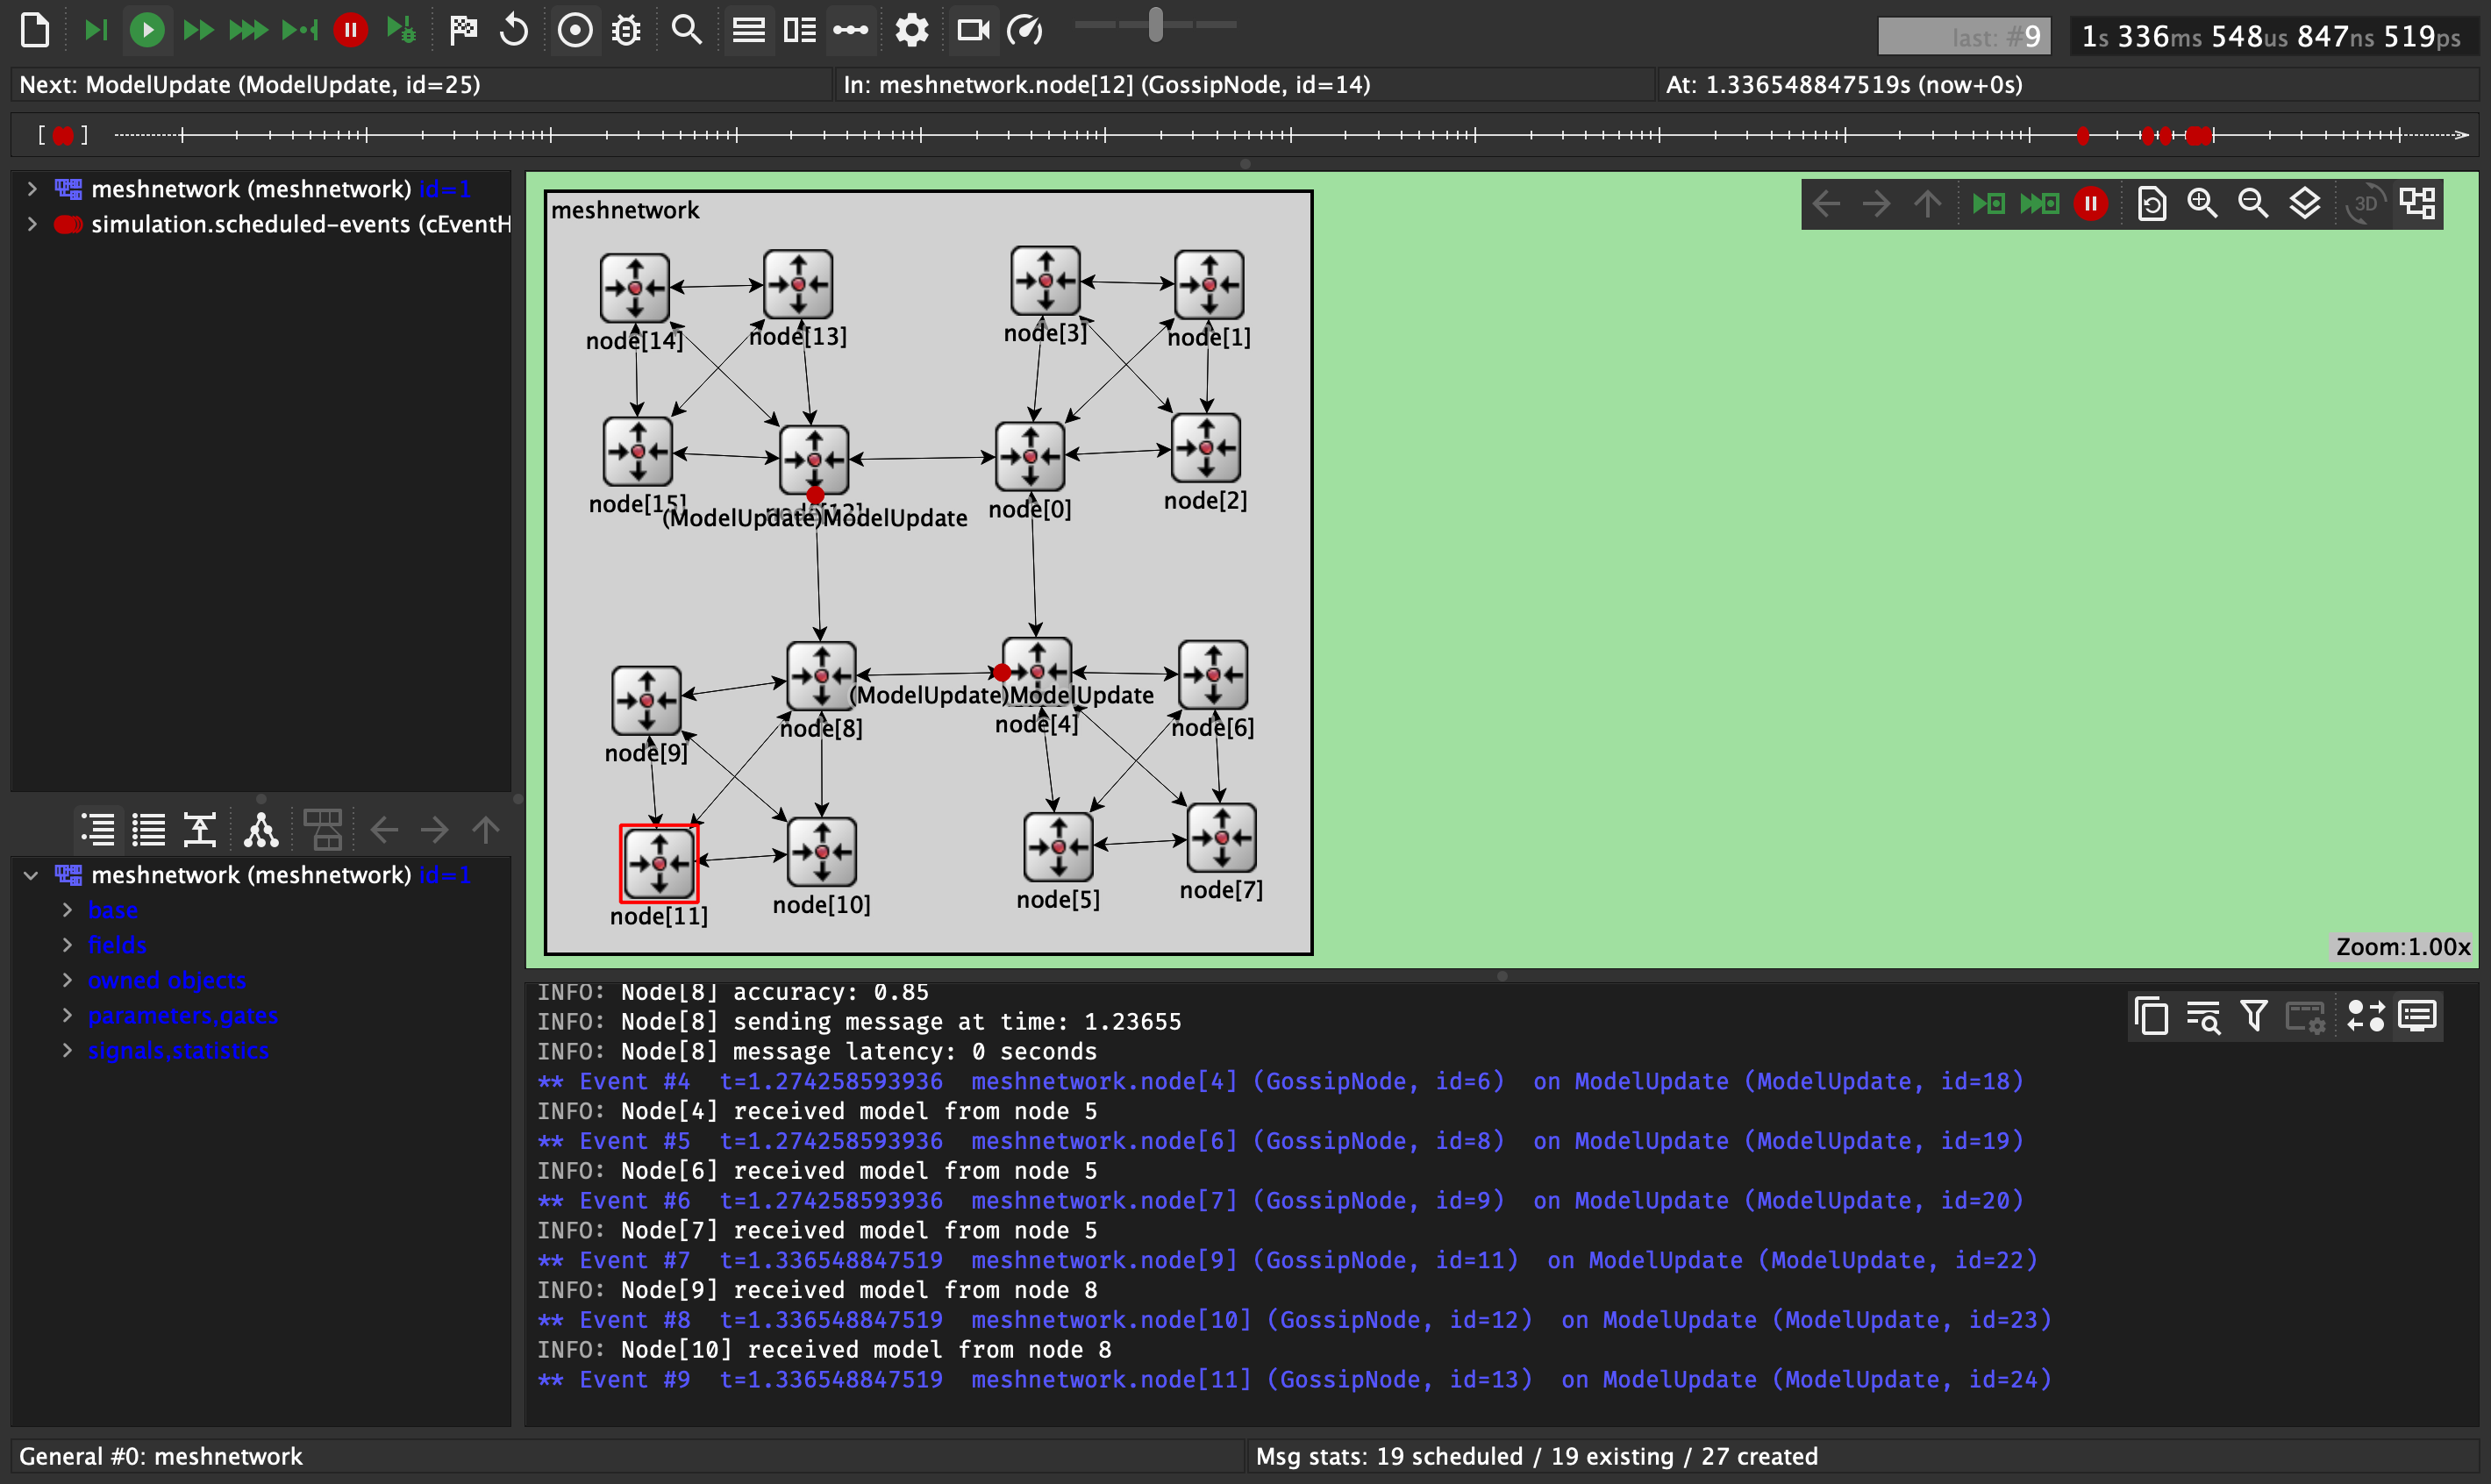 last: #9
1s 336ms 548us 847ns 519ps
Next: ModelUpdate (ModelUpdate, id=25)
In: meshnetwork.node[12] (GossipNode, id=14)
At: 1.336548847519s (now+0s)
meshnetwork (meshnetwork) id=1
simulation.scheduled-events (cEventH
meshnetwork
3D
node[14]
node[13]
node[3]
node[1]
node[15]
node[12]
(ModelUpdate)ModelUpdate
node[0]
node[2]
node[9]
node[8]
(ModelUpdate)ModelUpdate
node[4]
node[6]
node[11]
node[10]
node[5]
node[7]
Zoom:1.00x
meshnetwork (meshnetwork) id=1
base
fields
owned objects
parameters,gates
signals,statistics
INFO: Node[8] accuracy: 0.85
INFO: Node[8] sending message at time: 1.23655
INFO: Node[8] message latency: 0 seconds
** Event #4  t=1.274258593936  meshnetwork.node[4] (GossipNode, id=6)  on ModelUpdate (ModelUpdate, id=18)
INFO: Node[4] received model from node 5
** Event #5  t=1.274258593936  meshnetwork.node[6] (GossipNode, id=8)  on ModelUpdate (ModelUpdate, id=19)
INFO: Node[6] received model from node 5
** Event #6  t=1.274258593936  meshnetwork.node[7] (GossipNode, id=9)  on ModelUpdate (ModelUpdate, id=20)
INFO: Node[7] received model from node 5
** Event #7  t=1.336548847519  meshnetwork.node[9] (GossipNode, id=11)  on ModelUpdate (ModelUpdate, id=22)
INFO: Node[9] received model from node 8
** Event #8  t=1.336548847519  meshnetwork.node[10] (GossipNode, id=12)  on ModelUpdate (ModelUpdate, id=23)
INFO: Node[10] received model from node 8
** Event #9  t=1.336548847519  meshnetwork.node[11] (GossipNode, id=13)  on ModelUpdate (ModelUpdate, id=24)
General #0: meshnetwork
Msg stats: 19 scheduled / 19 existing / 27 created